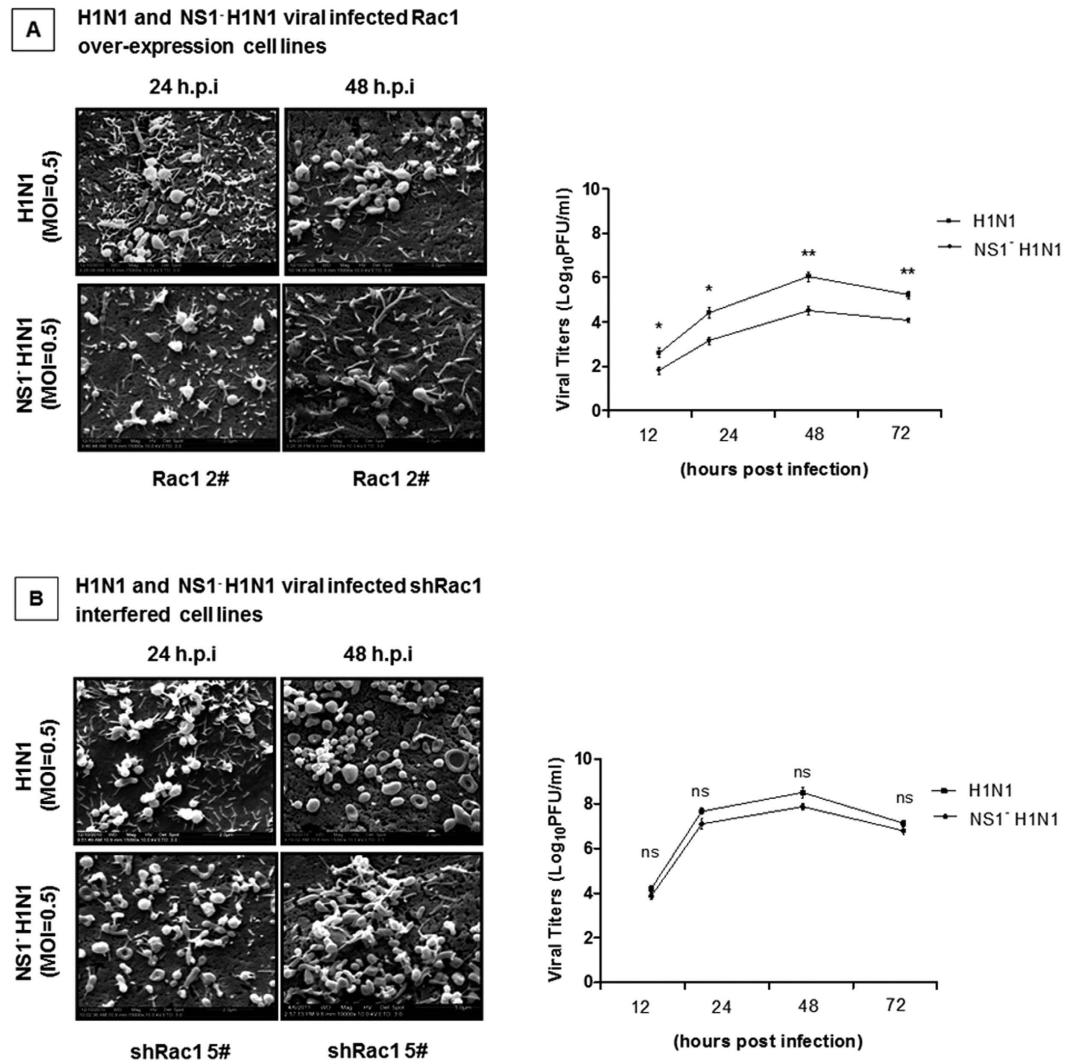 A
H1N1 and NS1⁻ H1N1 viral infected Rac1
over-expression cell lines
24 h.p.i
48 h.p.i
H1N1
(MOI=0.5)
NS1⁻ H1N1
(MOI=0.5)
Rac1 2#
Rac1 2#
Viral Titers (Log₁₀PFU/ml)
10
8
6
4
2
0
*
*
**
**
12
24
48
72
(hours post infection)
H1N1
NS1⁻ H1N1
B
H1N1 and NS1⁻ H1N1 viral infected shRac1
interfered cell lines
24 h.p.i
48 h.p.i
H1N1
(MOI=0.5)
NS1⁻ H1N1
(MOI=0.5)
shRac1 5#
shRac1 5#
Viral Titers (Log₁₀PFU/ml)
10
8
6
4
2
0
ns
ns
ns
ns
12
24
48
72
(hours post infection)
H1N1
NS1⁻ H1N1